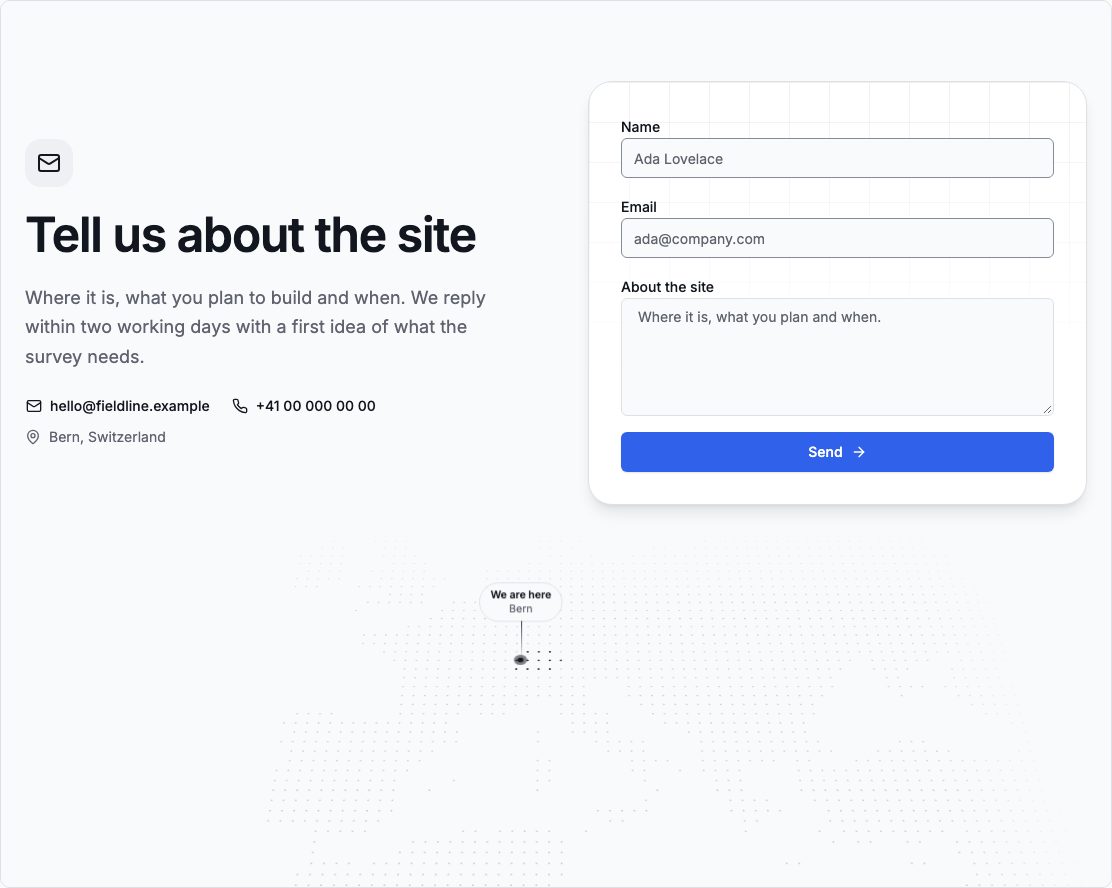 Tell us about the site
Where it is, what you plan to build and when. We reply
within two working days with a first idea of what the
survey needs.
hello@fieldline.example
+41 00 000 00 00
Bern, Switzerland
Name
Ada Lovelace
Email
ada@company.com
About the site
Where it is, what you plan and when.
Send
We are here
Bern